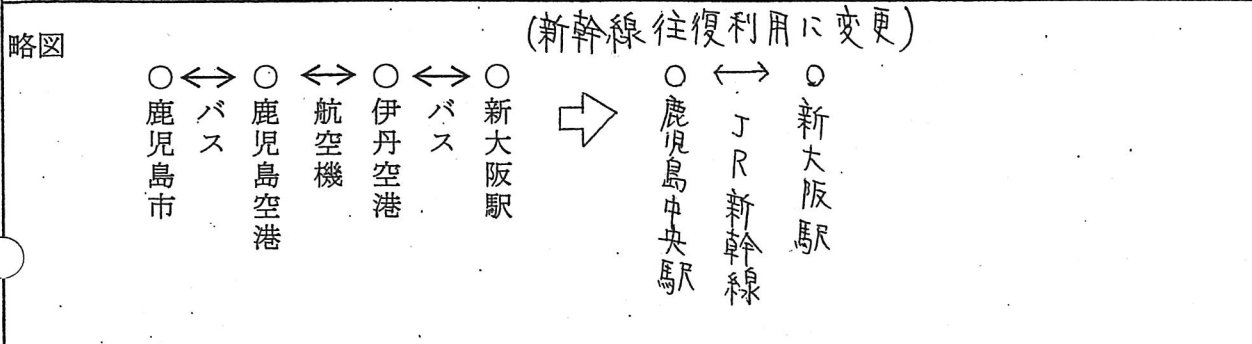 略図
(新幹線往復利用に変更)
○↔○↔○↔○⇨○↔○
鹿児島市
バス
鹿児島空港
航空機
伊丹空港
バス
新大阪駅
鹿児島中央駅
JR新幹線
新大阪駅